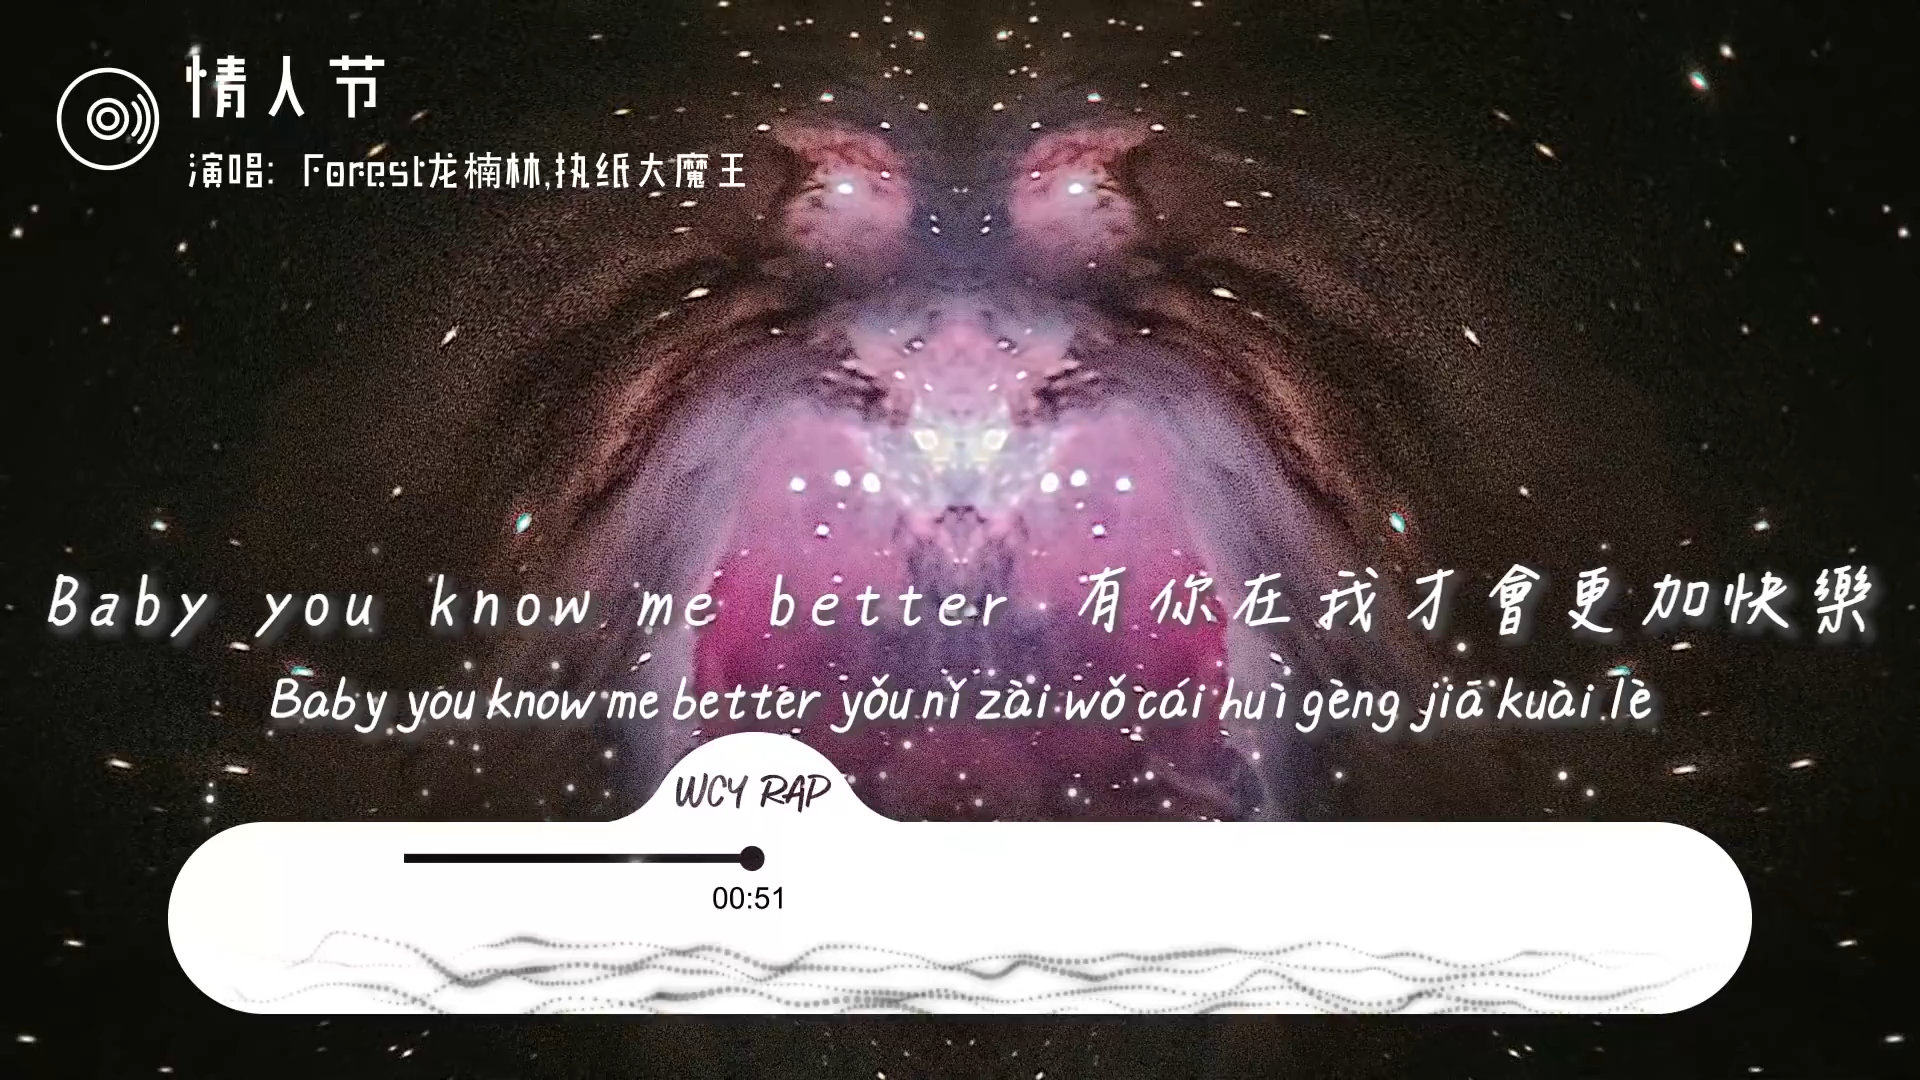 情人节
演唱: Forest龙楠林,执纸大魔王
Baby you know me better 有你在我才會更加快樂
Baby you know me better yǒu nǐ zài wǒ cái huì gèng jiā kuài lè
WCY RAP
00:51